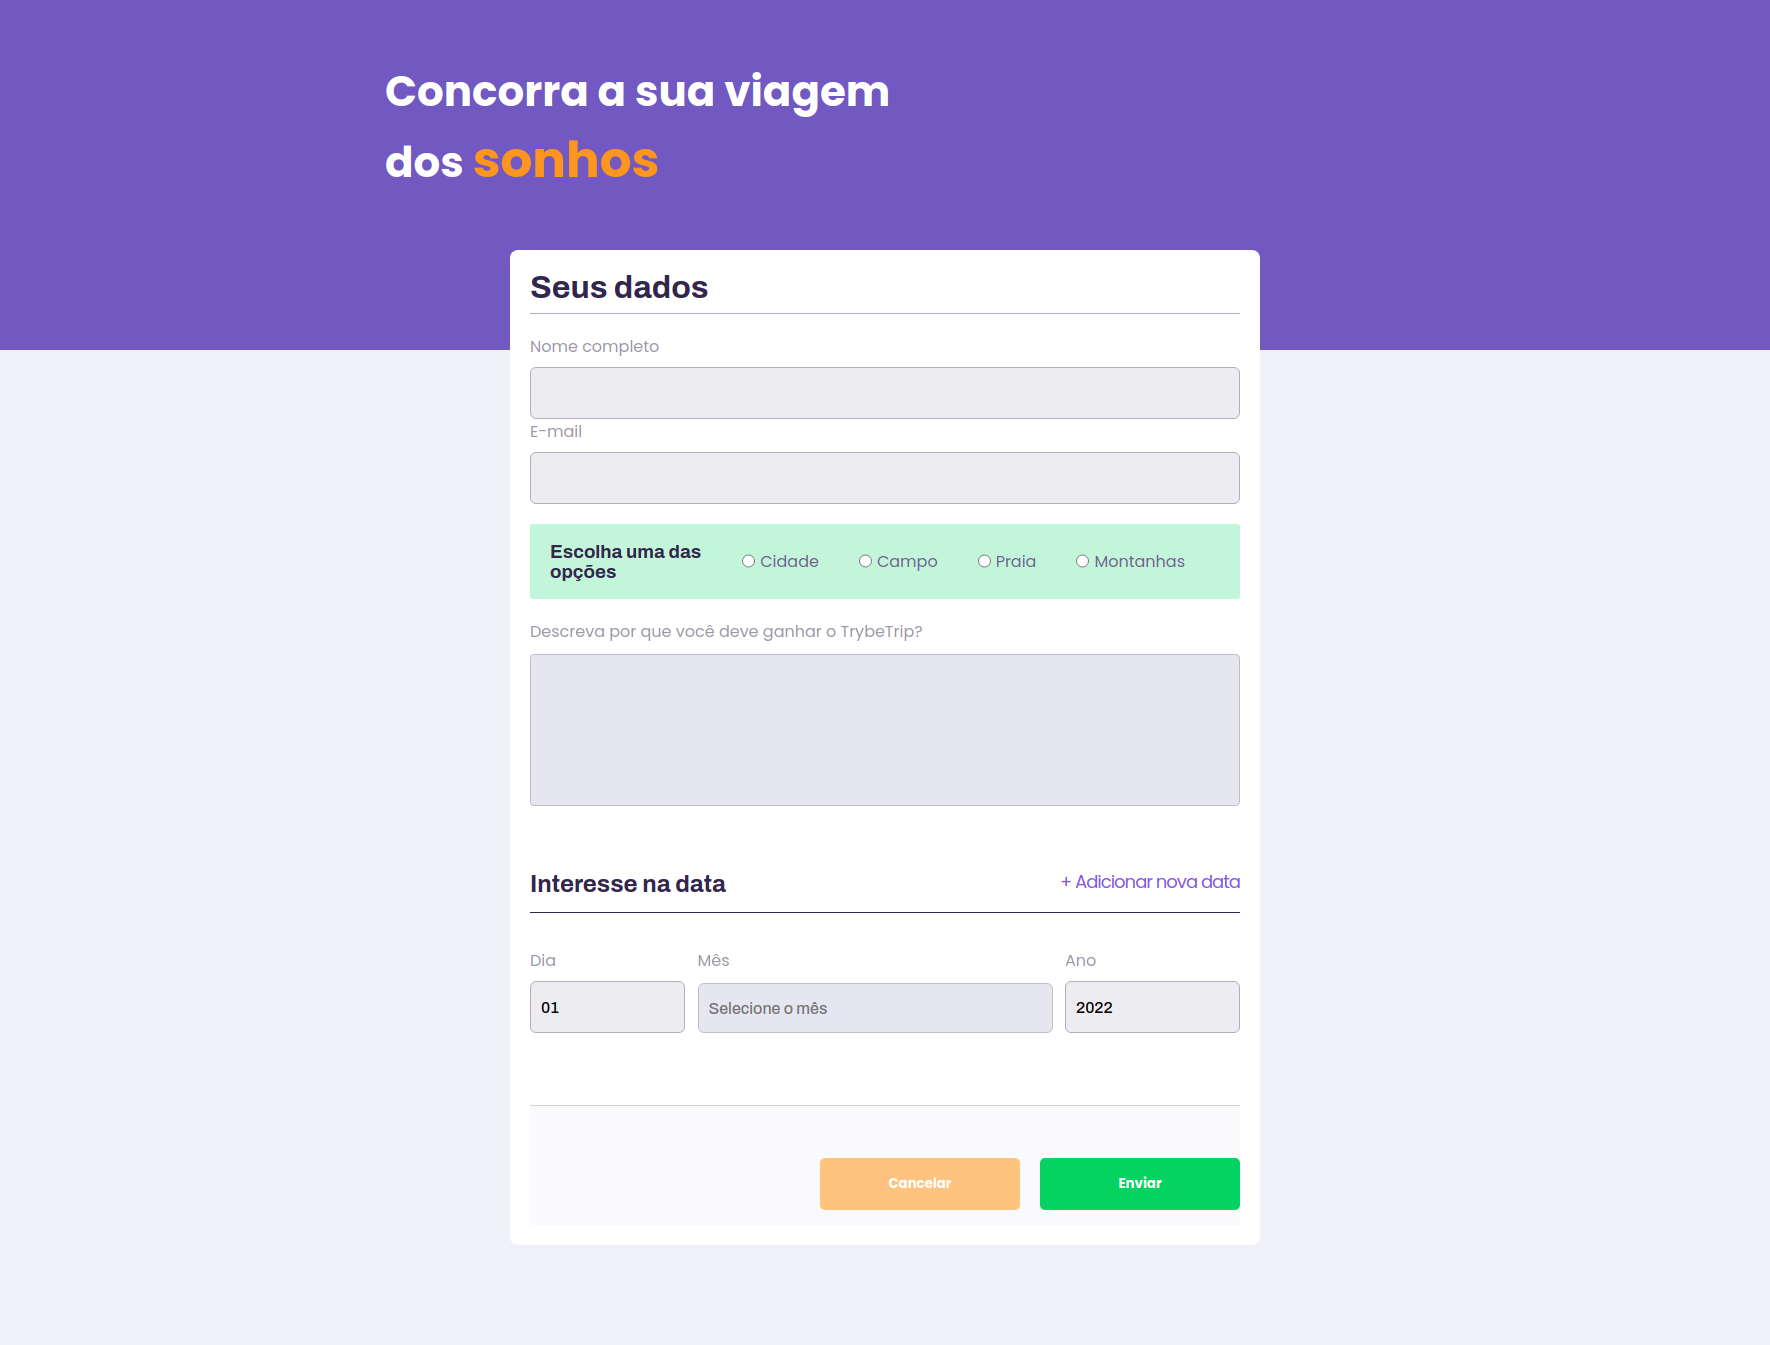 Concorra a sua viagem
dos sonhos
Seus dados
Nome completo
E-mail
Escolha uma das
opções
Cidade Campo Praia Montanhas
Descreva por que você deve ganhar o TrybeTrip?
Interesse na data + Adicionar nova data
Dia Mês Ano
01 Selecione o mês 2022
Cancelar Enviar